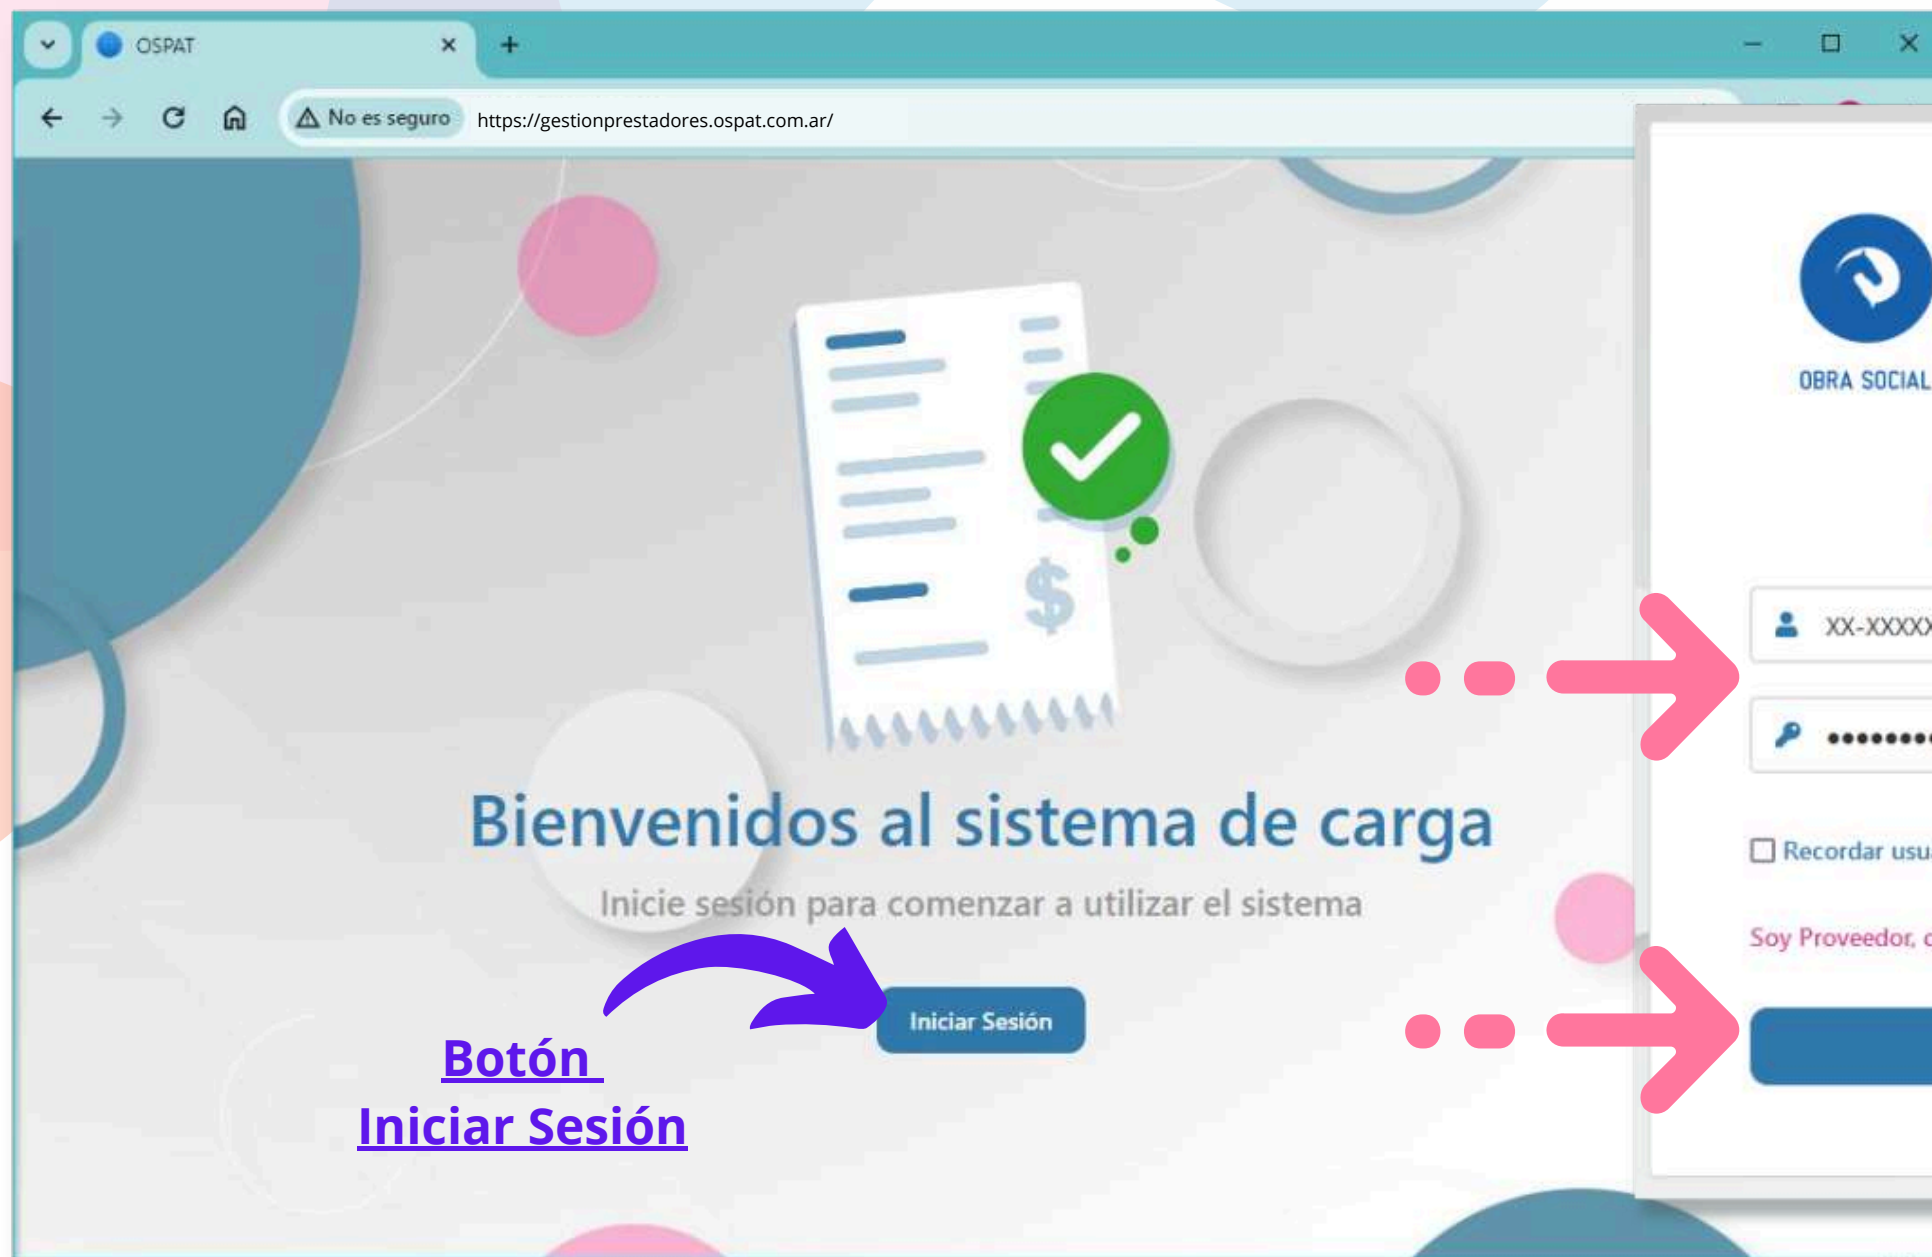 OSPAT
No es seguro https://gestionprestadores.ospat.com.ar/
OBRA SOCIAL
XX-XXXXX
Bienvenidos al sistema de carga
Recordar
Inicie sesión para comenzar a utilizar el sistema
Soy Proveedor,
Iniciar Sesión
Botón
Iniciar Sesión
$